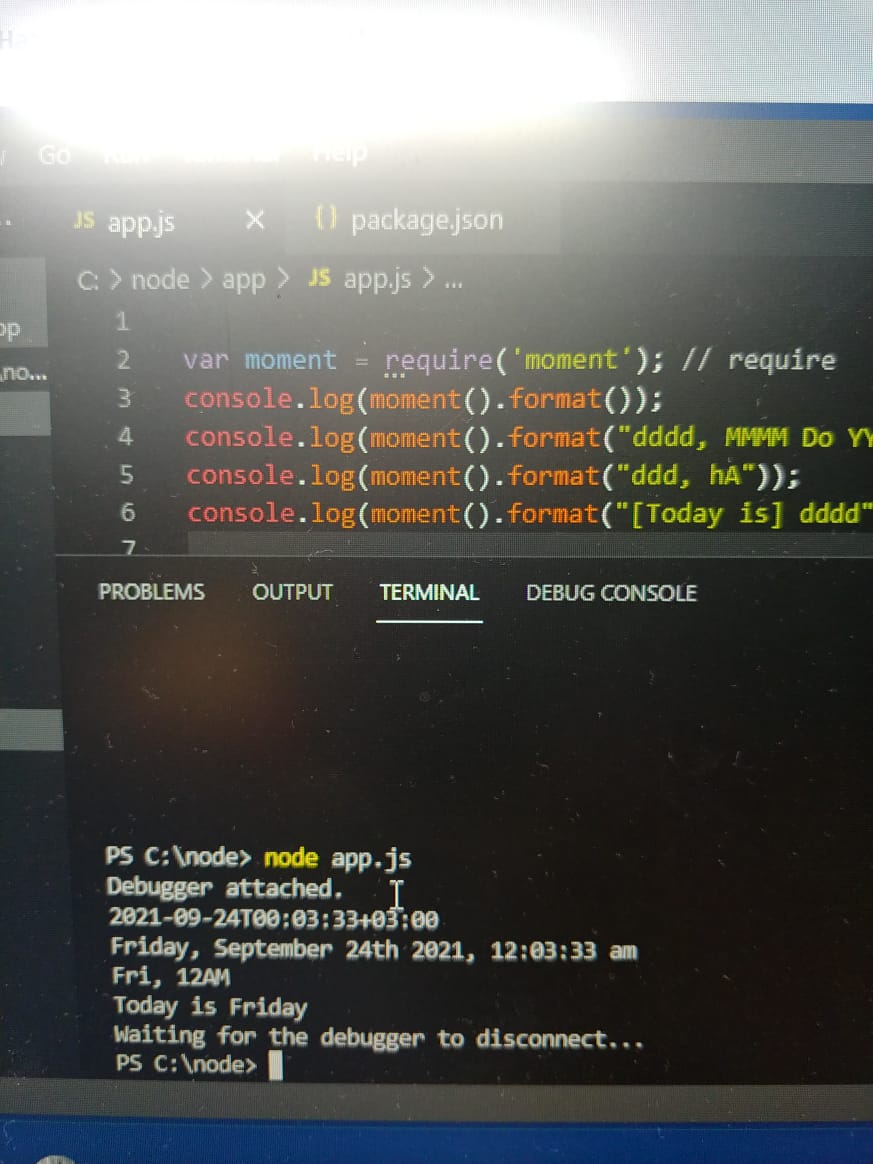 Go Run Terminal Help
JS app.js × {} package.json
C: > node > app > JS app.js > ...
1
2 var moment = require('moment'); // require
3 console.log(moment().format());
4 console.log(moment().format("dddd, MMMM Do YY
5 console.log(moment().format("ddd, hA"));
6 console.log(moment().format("[Today is] dddd"
7
no...
PROBLEMS OUTPUT TERMINAL DEBUG CONSOLE
PS C:\node> node app.js
Debugger attached.
2021-09-24T00:03:33+03:00
Friday, September 24th 2021, 12:03:33 am
Fri, 12AM
Today is Friday
Waiting for the debugger to disconnect...
PS C:\node>